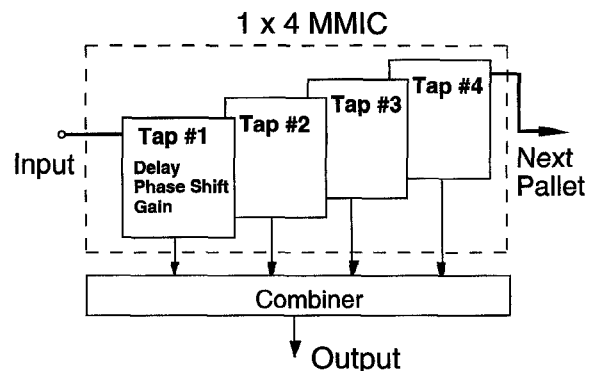 1 x 4 MMIC
Tap #4
Tap #3
Tap #2
Tap #1
Delay
Phase Shift
Gain
Input
Next
Pallet
Combiner
Output